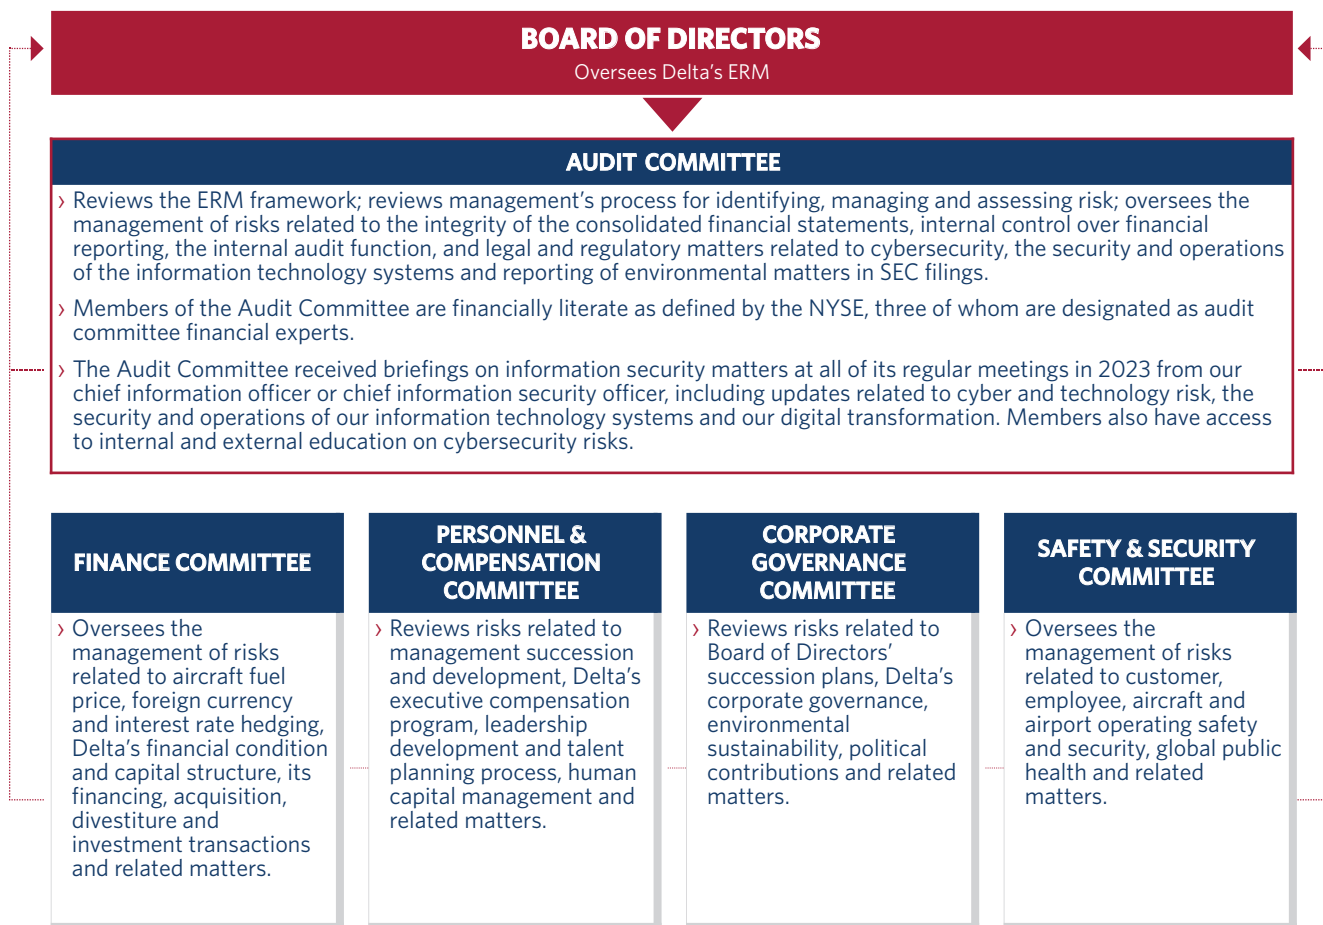 BOARD OF DIRECTORS
Oversees Delta's ERM
AUDIT COMMITTEE
› Reviews the ERM framework; reviews management's process for identifying, managing and assessing risk; oversees the
management of risks related to the integrity of the consolidated financial statements, internal control over financial
reporting, the internal audit function, and legal and regulatory matters related to cybersecurity, the security and operations
of the information technology systems and reporting of environmental matters in SEC filings.
› Members of the Audit Committee are financially literate as defined by the NYSE, three of whom are designated as audit
committee financial experts.
› The Audit Committee received briefings on information security matters at all of its regular meetings in 2023 from our
chief information officer or chief information security officer, including updates related to cyber and technology risk, the
security and operations of our information technology systems and our digital transformation. Members also have access
to internal and external education on cybersecurity risks.
FINANCE COMMITTEE
› Oversees the
management of risks
related to aircraft fuel
price, foreign currency
and interest rate hedging,
Delta's financial condition
and capital structure, its
financing, acquisition,
divestiture and
investment transactions
and related matters.
PERSONNEL &
COMPENSATION
COMMITTEE
› Reviews risks related to
management succession
and development, Delta's
executive compensation
program, leadership
development and talent
planning process, human
capital management and
related matters.
CORPORATE
GOVERNANCE
COMMITTEE
› Reviews risks related to
Board of Directors'
succession plans, Delta's
corporate governance,
environmental
sustainability, political
contributions and related
matters.
SAFETY & SECURITY
COMMITTEE
› Oversees the
management of risks
related to customer,
employee, aircraft and
airport operating safety
and security, global public
health and related
matters.